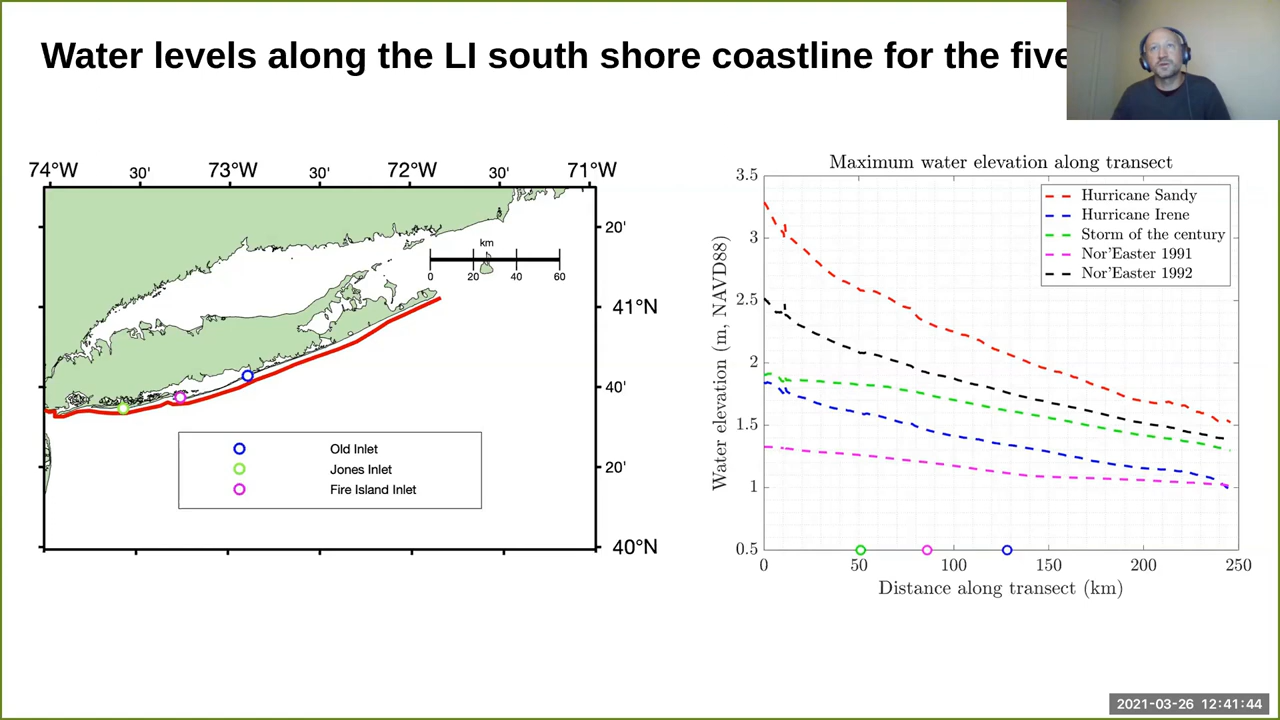 Water levels along the LI south shore coastline for the five
74°W 30' 73°W 30' 72°W 30' 71°W
20'
km
0 20 40 60
41°N
40'
20'
40°N
Old Inlet
Jones Inlet
Fire Island Inlet
Maximum water elevation along transect
Water elevation (m, NAVD88)
3.5
3
2.5
2
1.5
1
0.5
Hurricane Sandy
Hurricane Irene
Storm of the century
Nor'Easter 1991
Nor'Easter 1992
0 50 100 150 200 250
Distance along transect (km)
2021-03-26 12:41:44